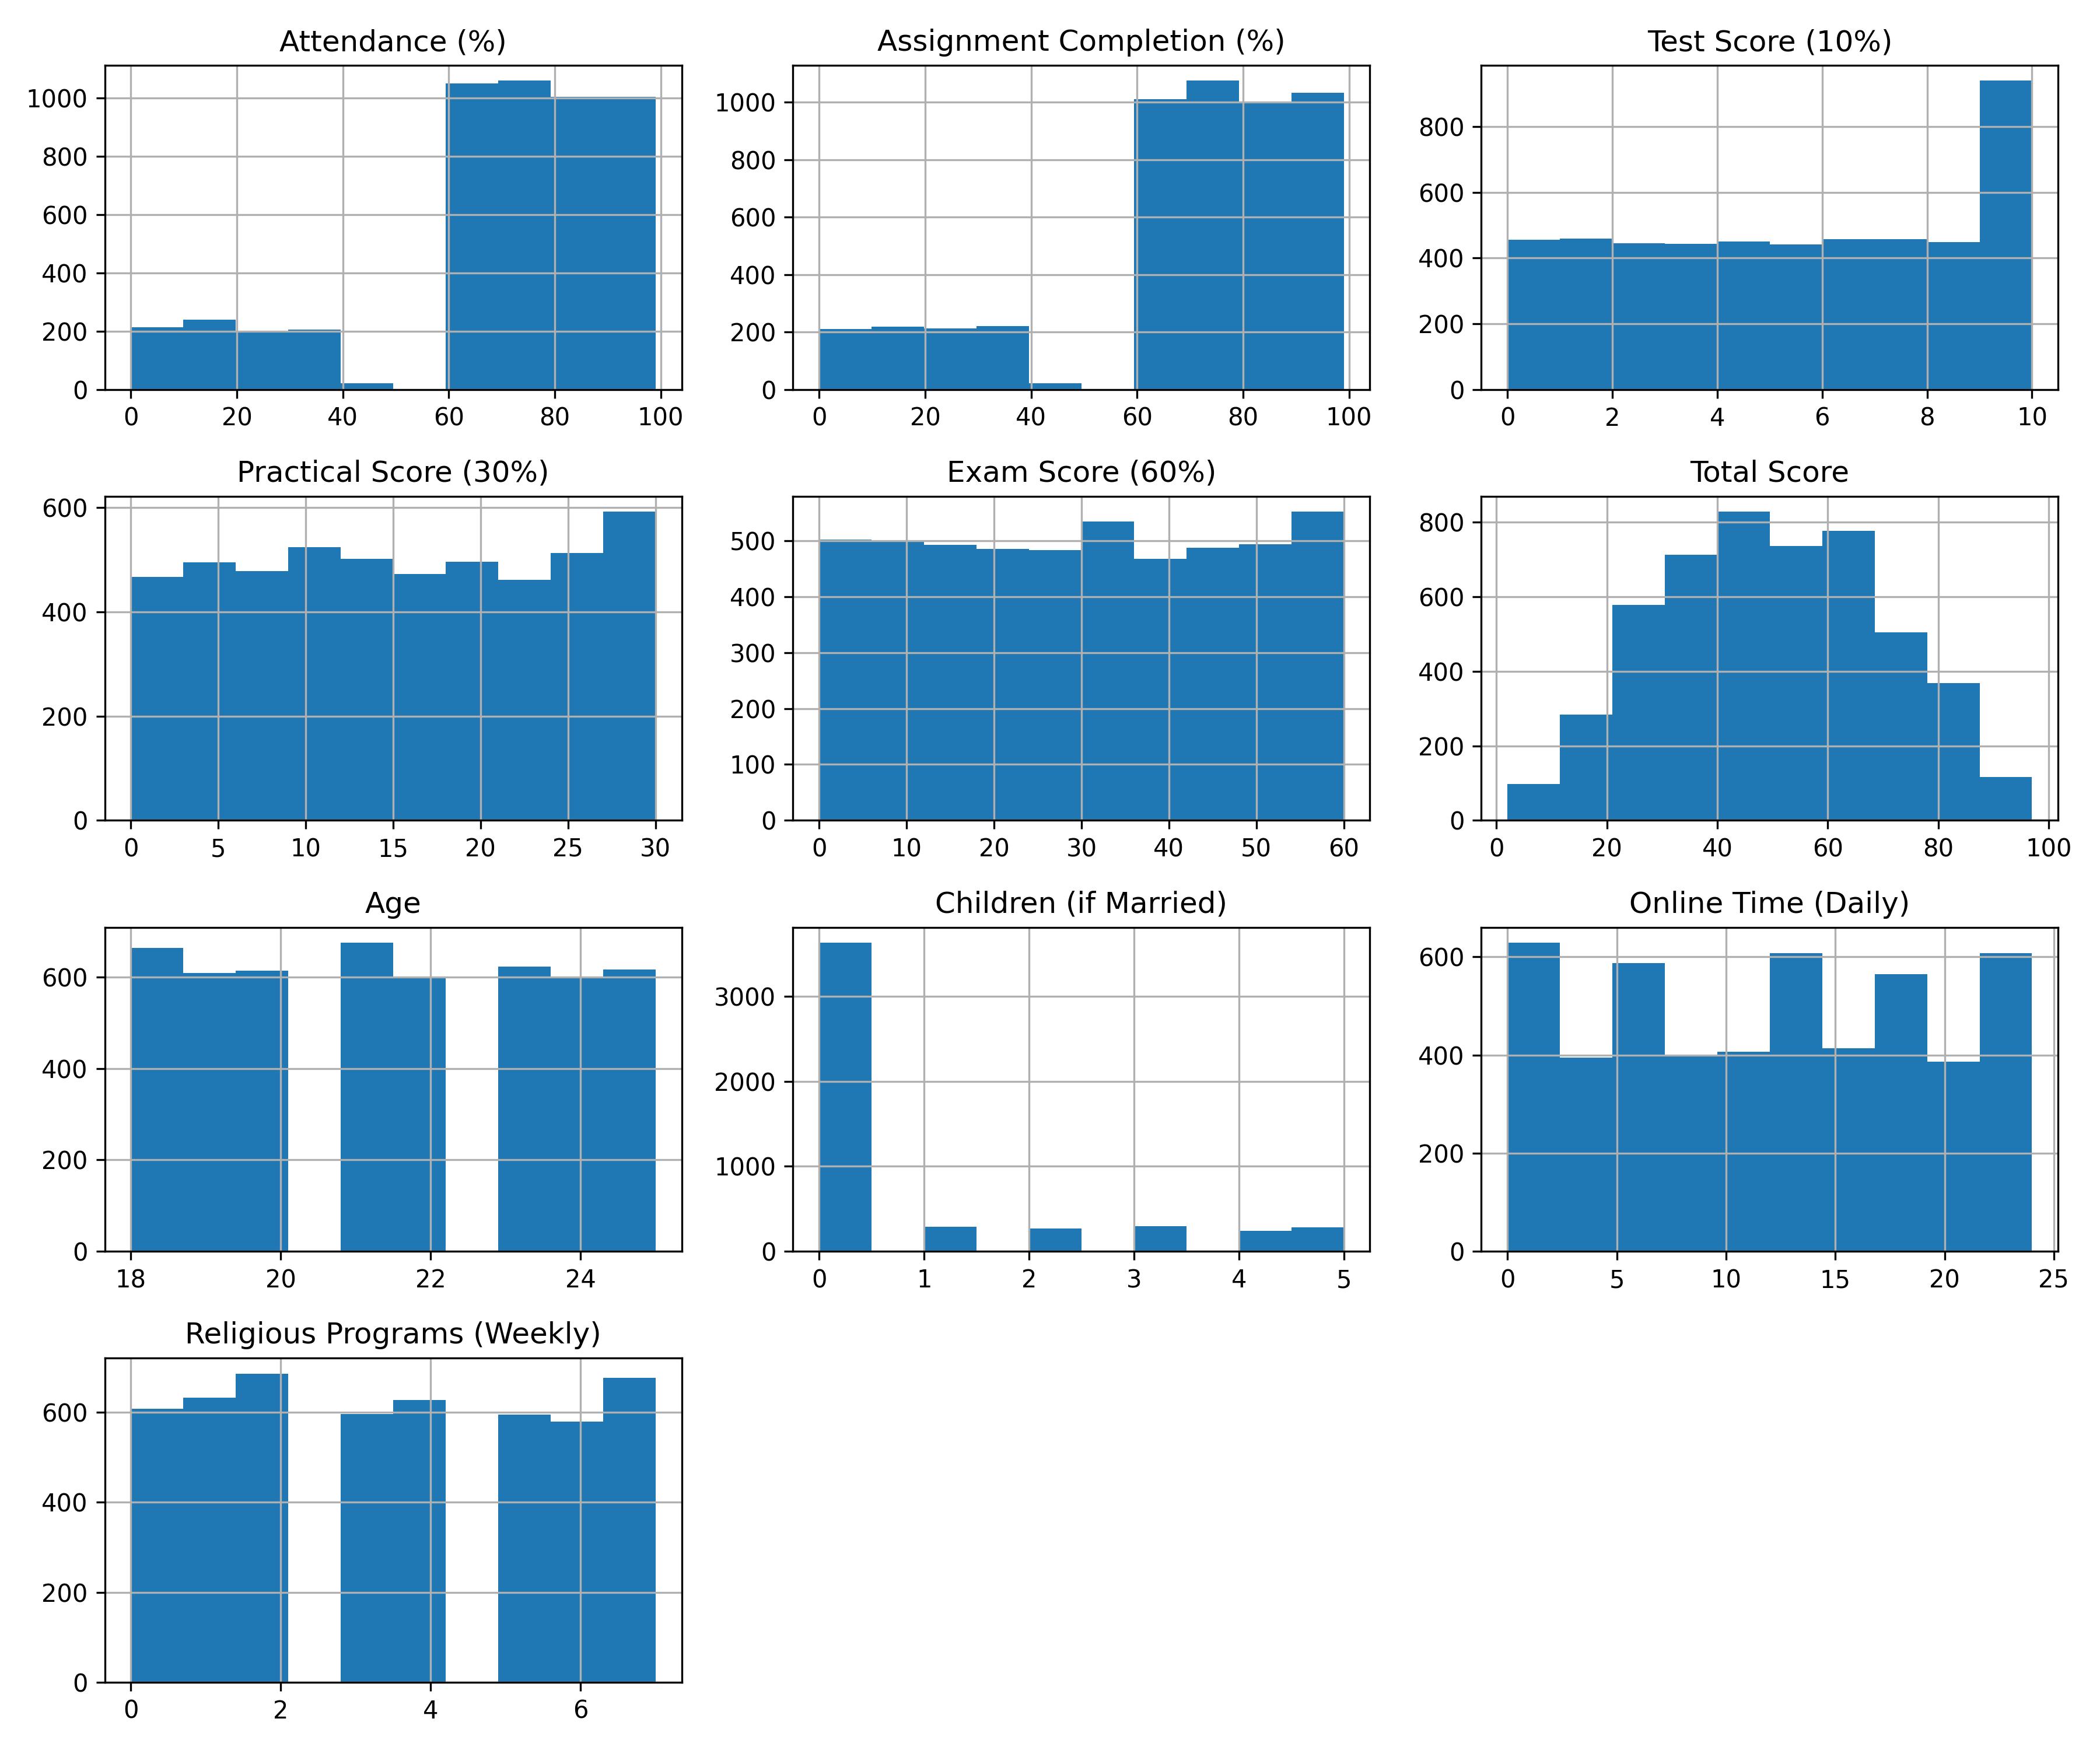 Attendance (%)
1000
800
600
400
200
0
0 20 40 60 80 100
Assignment Completion (%)
1000
800
600
400
200
0
0 20 40 60 80 100
Test Score (10%)
800
600
400
200
0
0 2 4 6 8 10
Practical Score (30%)
600
400
200
0
0 5 10 15 20 25 30
Exam Score (60%)
500
400
300
200
100
0
0 10 20 30 40 50 60
Total Score
800
600
400
200
0
0 20 40 60 80 100
Age
600
400
200
0
18 20 22 24
Children (if Married)
3000
2000
1000
0
0 1 2 3 4 5
Online Time (Daily)
600
400
200
0
0 5 10 15 20 25
Religious Programs (Weekly)
600
400
200
0
0 2 4 6